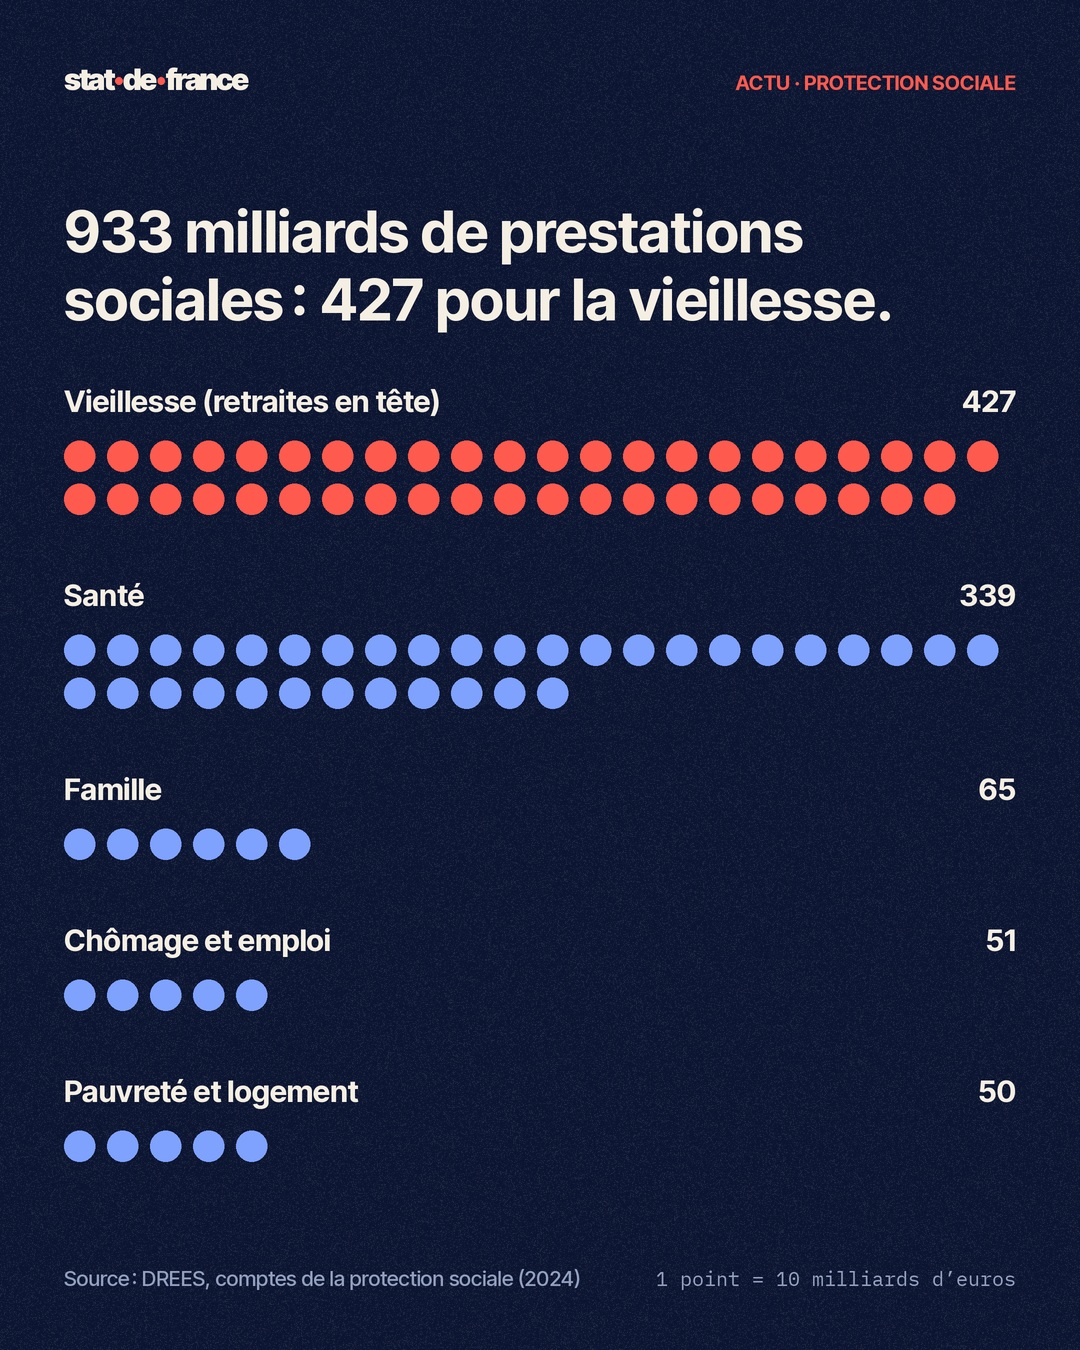 stat•de•france
ACTU · PROTECTION SOCIALE
933 milliards de prestations
sociales : 427 pour la vieillesse.
Vieillesse (retraites en tête)
427
Santé
339
Famille
65
Chômage et emploi
51
Pauvreté et logement
50
Source : DREES, comptes de la protection sociale (2024)
1 point = 10 milliards d’euros